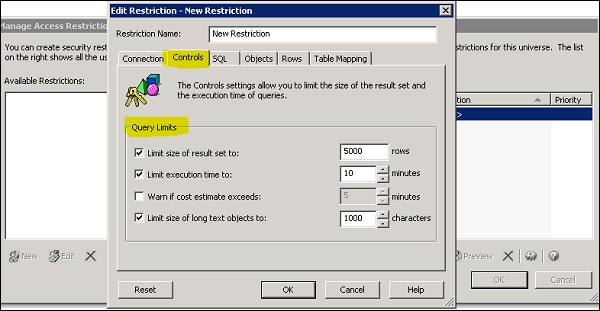 Edit Restriction - New Restriction
Manage Access Restriction
Restriction Name: New Restriction
You can create security rest
strictions for this universe. The list
on the right shows all the us
Connection Controls SQL Objects Rows Table Mapping
Available Restrictions:
tion Priority
The Controls settings allow you to limit the size of the result set and
the execution time of queries.
Query Limits
Limit size of result set to: 5000 rows
Limit execution time to: 10 minutes
Warn if cost estimate exceeds: 5 minutes
Limit size of long text objects to: 1000 characters
New Edit Preview
OK Cancel
Reset OK Cancel Help